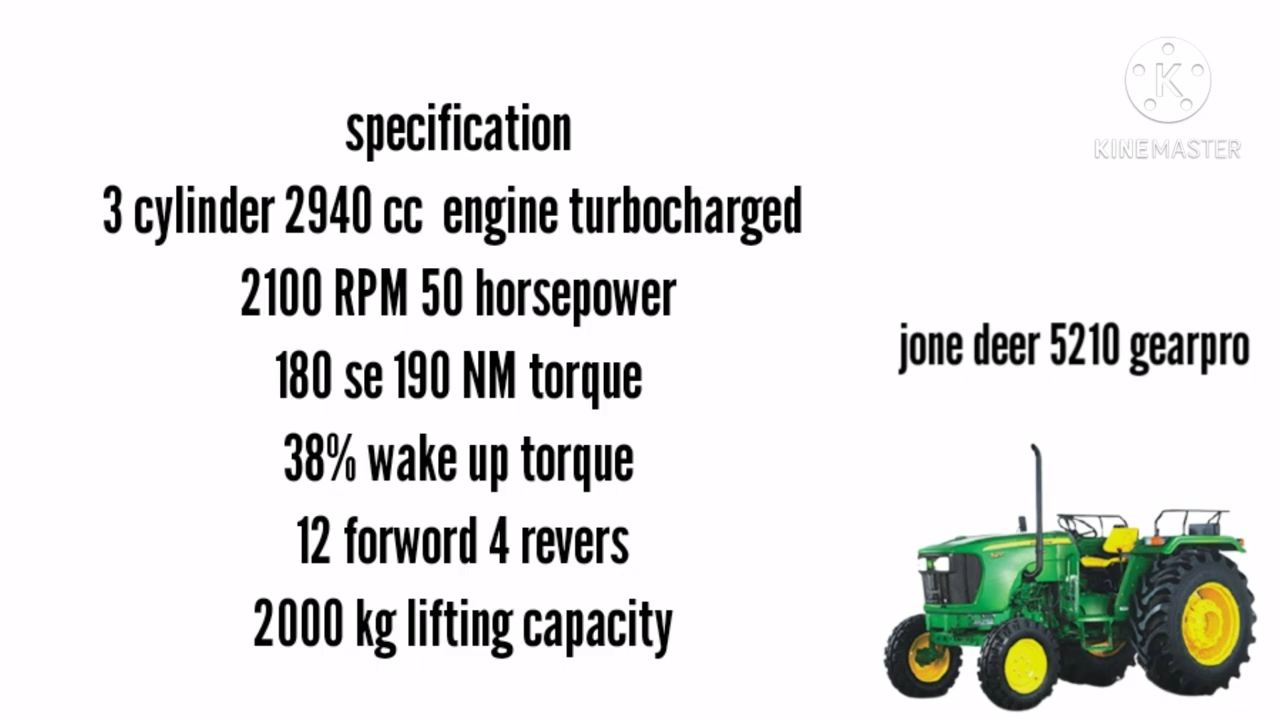 specification
3 cylinder 2940 cc engine turbocharged
2100 RPM 50 horsepower
180 se 190 NM torque
38% wake up torque
12 forword 4 revers
2000 kg lifting capacity
K
KINEMASTER
jone deer 5210 gearpro